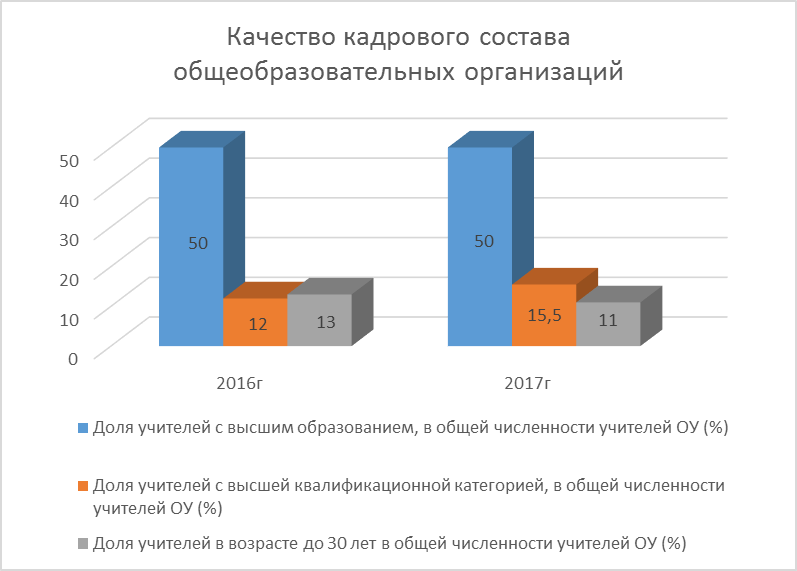 Качество кадрового состава
общеобразовательных организаций
50
40
30
20
10
0
50
12
13
50
15,5
11
2016г
2017г
Доля учителей с высшим образованием, в общей численности учителей ОУ (%)
Доля учителей с высшей квалификационной категорией, в общей численности
учителей ОУ (%)
Доля учителей в возрасте до 30 лет в общей численности учителей ОУ (%)